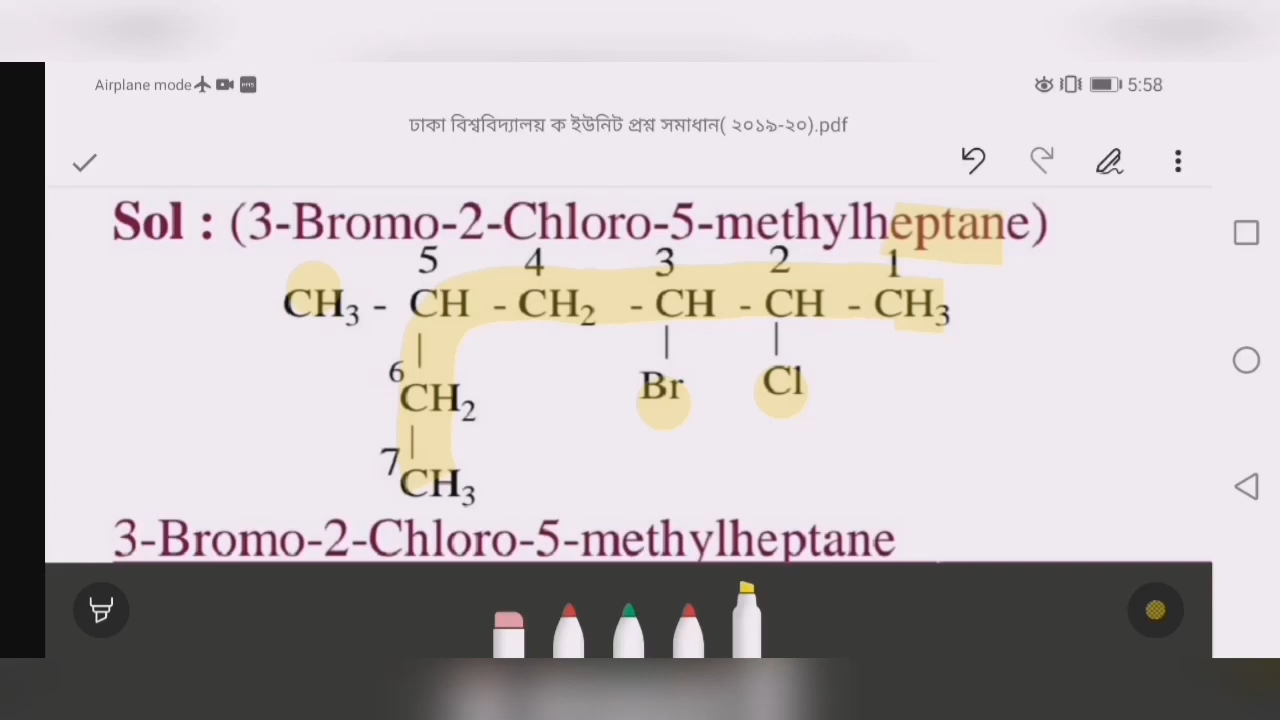 Airplane mode 5:58
ঢাকা বিশ্ববিদ্যালয় ক ইউনিট প্রশ্ন সমাধান( ২০১৯-২০).pdf
Sol : (3-Bromo-2-Chloro-5-methylheptane)
5 4 3 2 1
CH₃ - CH - CH₂ - CH - CH - CH₃
| | |
6 Br Cl
CH₂
|
7
CH₃
3-Bromo-2-Chloro-5-methylheptane